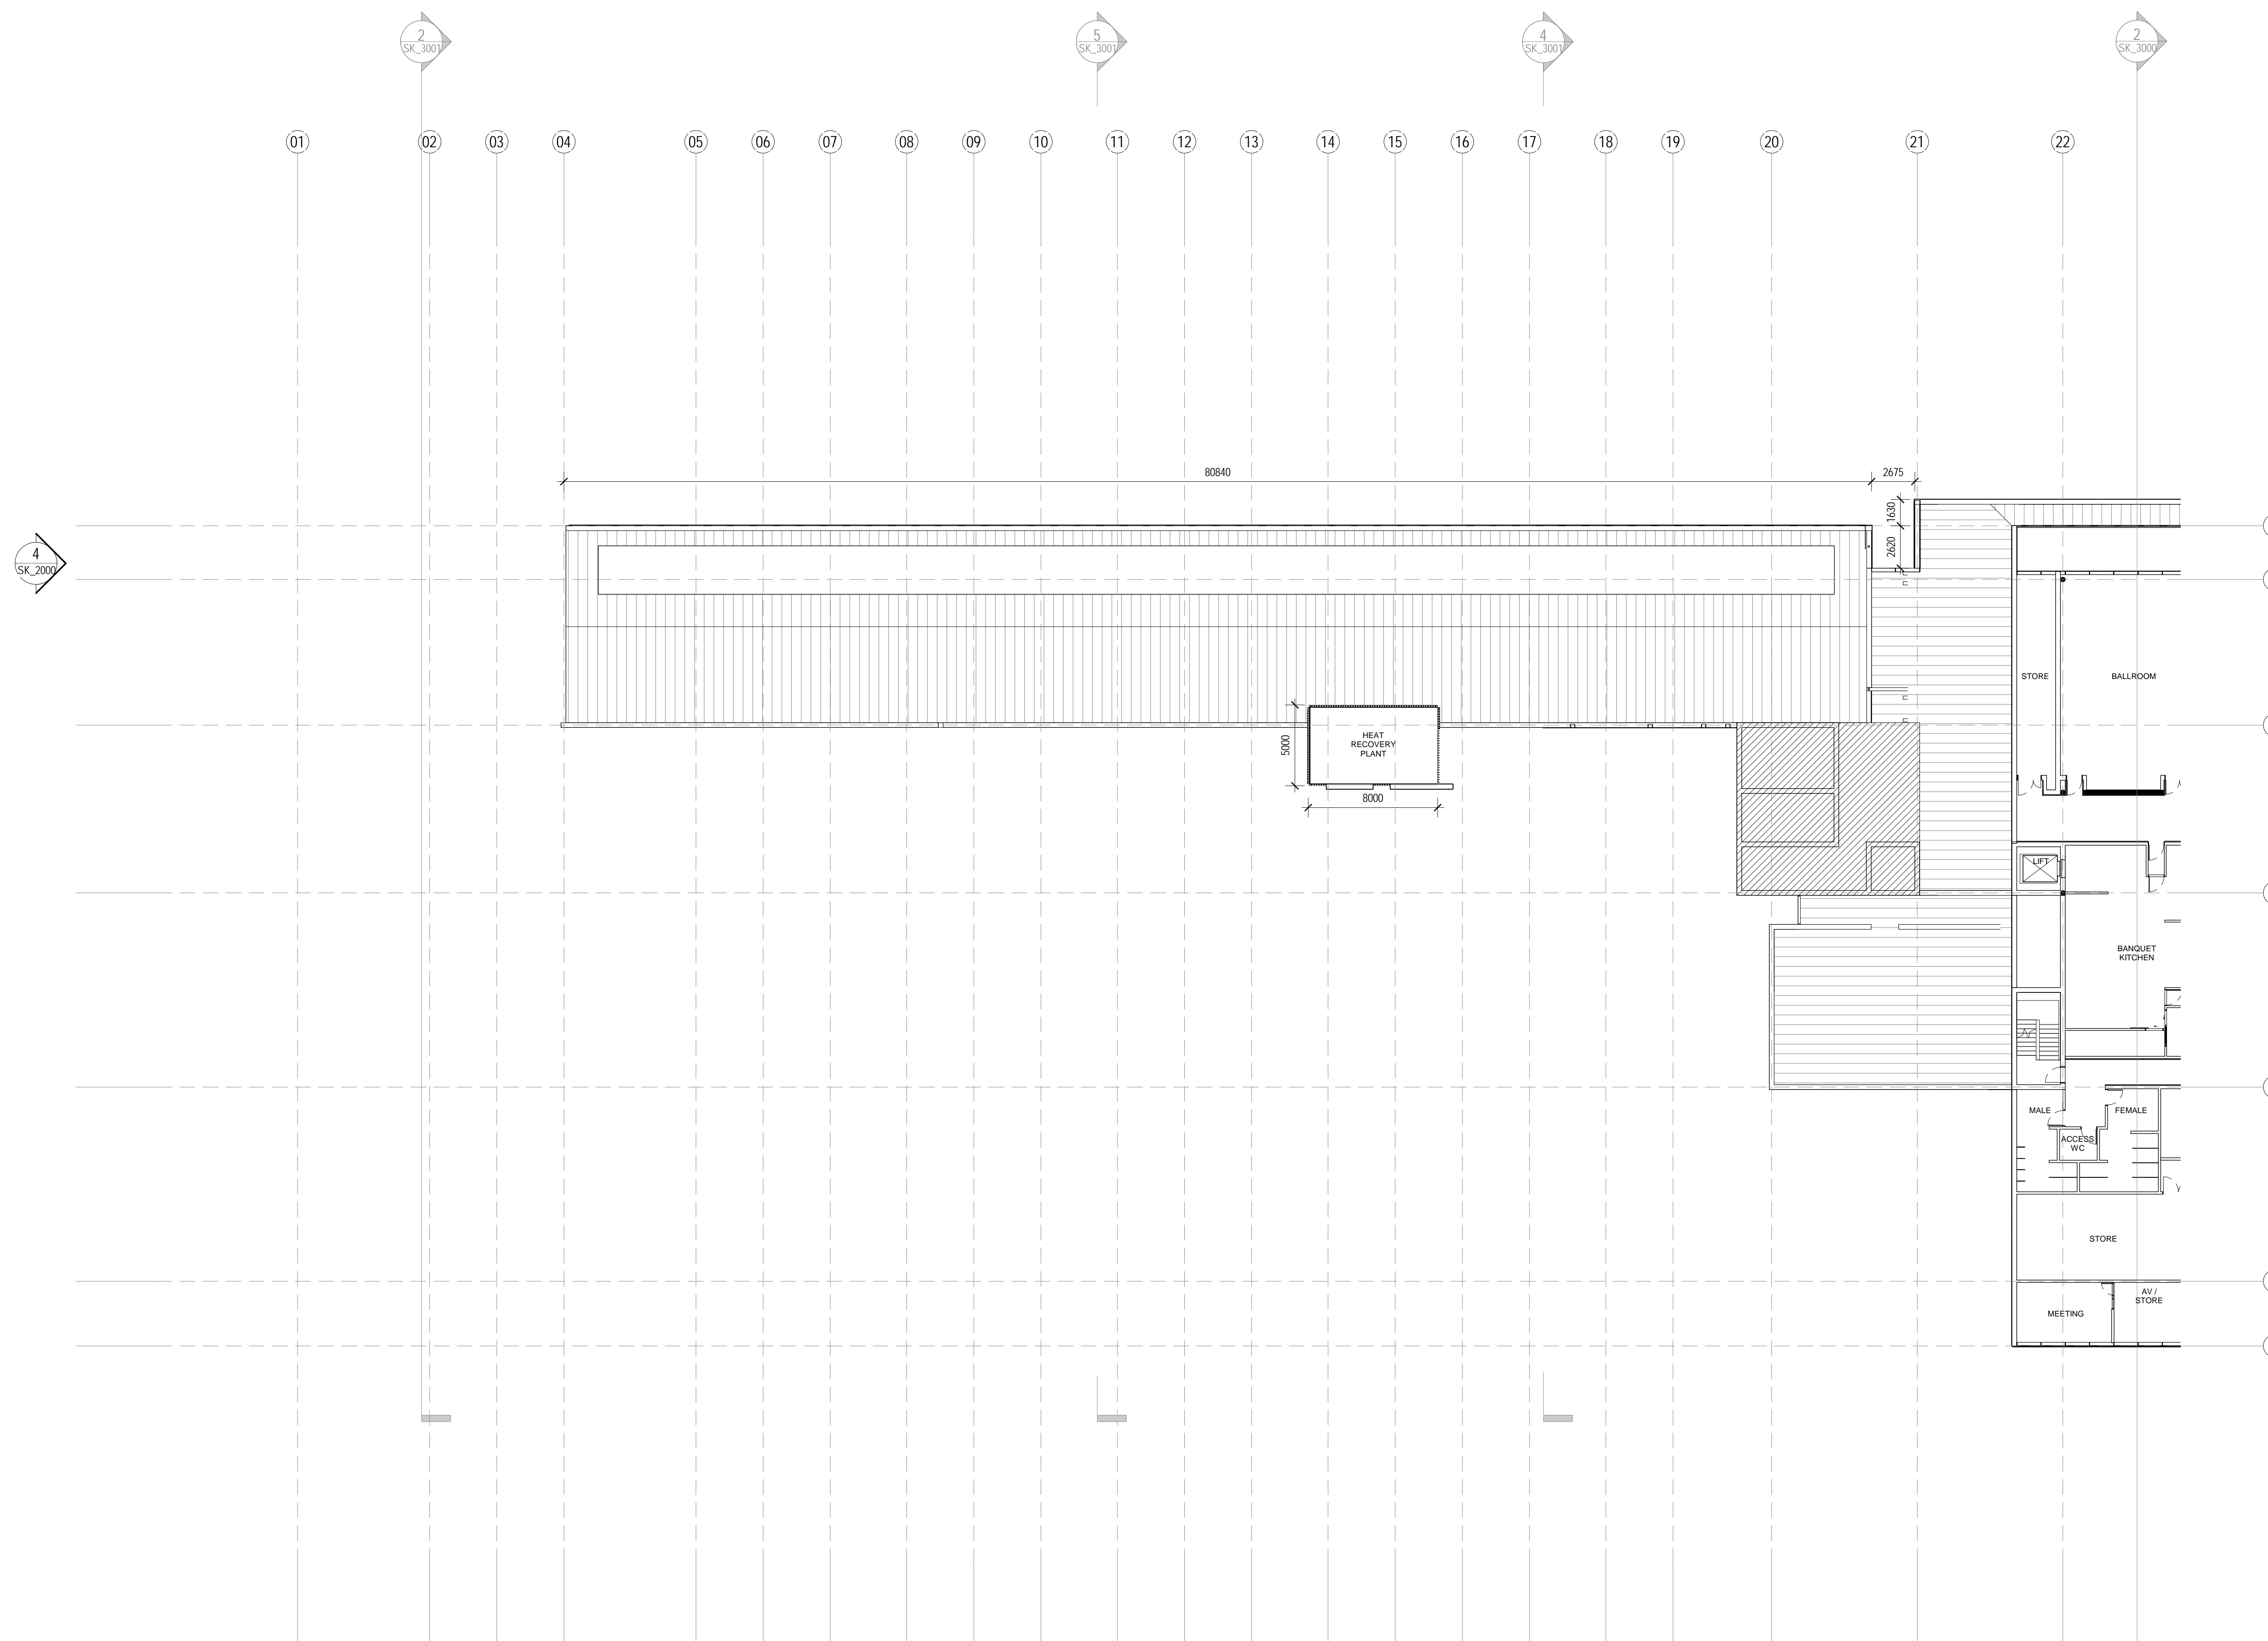 2
SK_3001
5
SK_3001
4
SK_3001
2
SK_3000
01
02
03
04
05
06
07
08
09
10
11
12
13
14
15
16
17
18
19
20
21
22
80840
2675
1630
2620
4
SK_2000
STORE
BALLROOM
HEAT
RECOVERY
PLANT
5000
8000
LIFT
BANQUET
KITCHEN
MALE
FEMALE
ACCESS
WC
STORE
AV /
STORE
MEETING